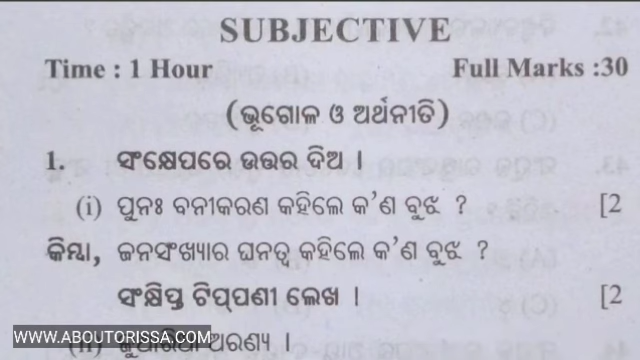 SUBJECTIVE
Time : 1 Hour Full Marks :30
(ଭୂଗୋଳ ଓ ଅର୍ଥନୀତି)
1. ସଂକ୍ଷେପରେ ଉତ୍ତର ଦିଅ ।
(i) ପୁନଃ ବନୀକରଣ କହିଲେ କ'ଣ ବୁଝ ? [2
କିମ୍ବା, ଜନସଂଖ୍ୟାର ଘନତ୍ୱ କହିଲେ କ'ଣ ବୁଝ ?
ସଂକ୍ଷିପ୍ତ ଟିପ୍ପଣୀ ଲେଖ । [2
WWW.ABOUTORISSA.COM
(ii) ଅରଣ୍ୟ ।